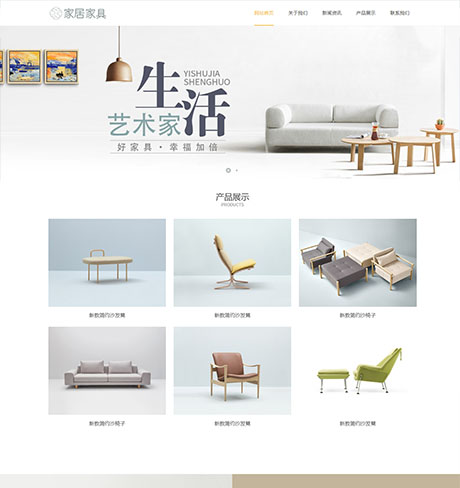 家居家具
网站首页 关于我们 新闻资讯 产品展示 联系我们
生活
YISHUJIA
SHENGHUO
艺术家
好家具·幸福加倍
产品展示
PRODUCTS
新款简约沙发凳 新款简约沙发凳 新款简约沙椅子
新款简约沙椅子 新款简约沙发凳 新款简约沙发凳